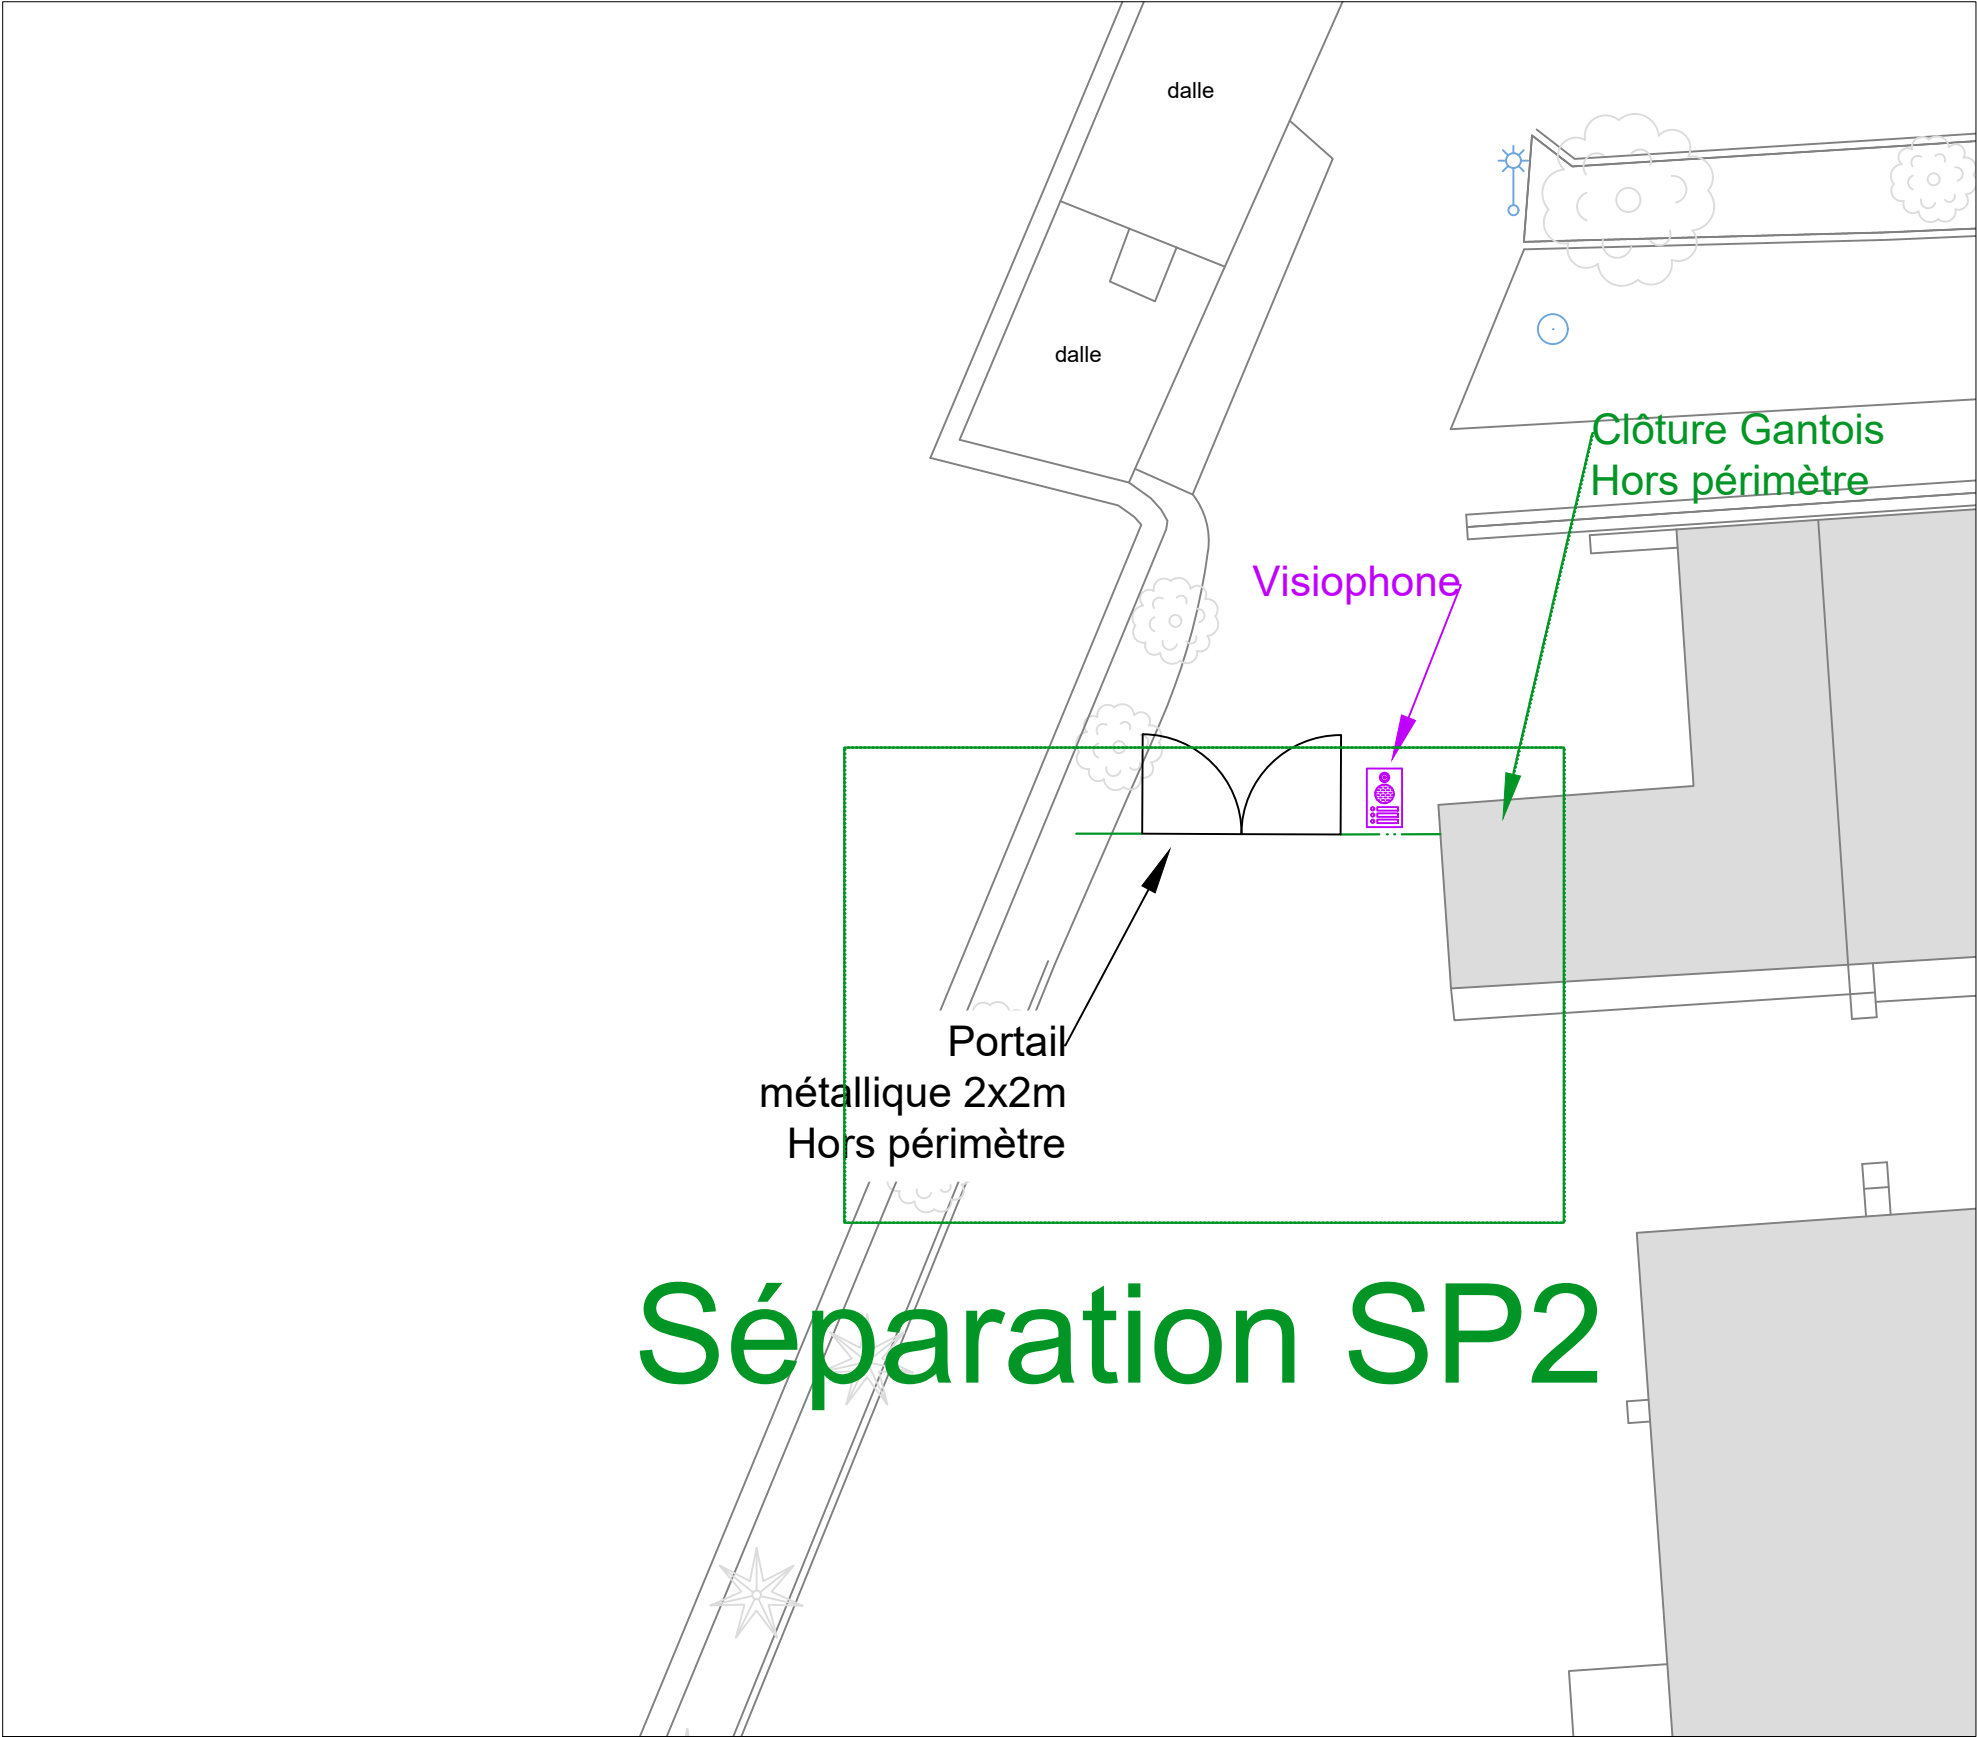 dalle
dalle
Clôture Gantois
Hors périmètre
Visiophone
Portail
métallique 2x2m
Hors périmètre
Séparation SP2